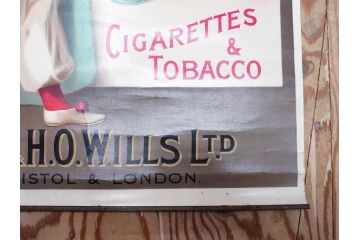 CIGARETTES
&
TOBACCO
& H.O. WILLS LTD
ISTOL & LONDON.